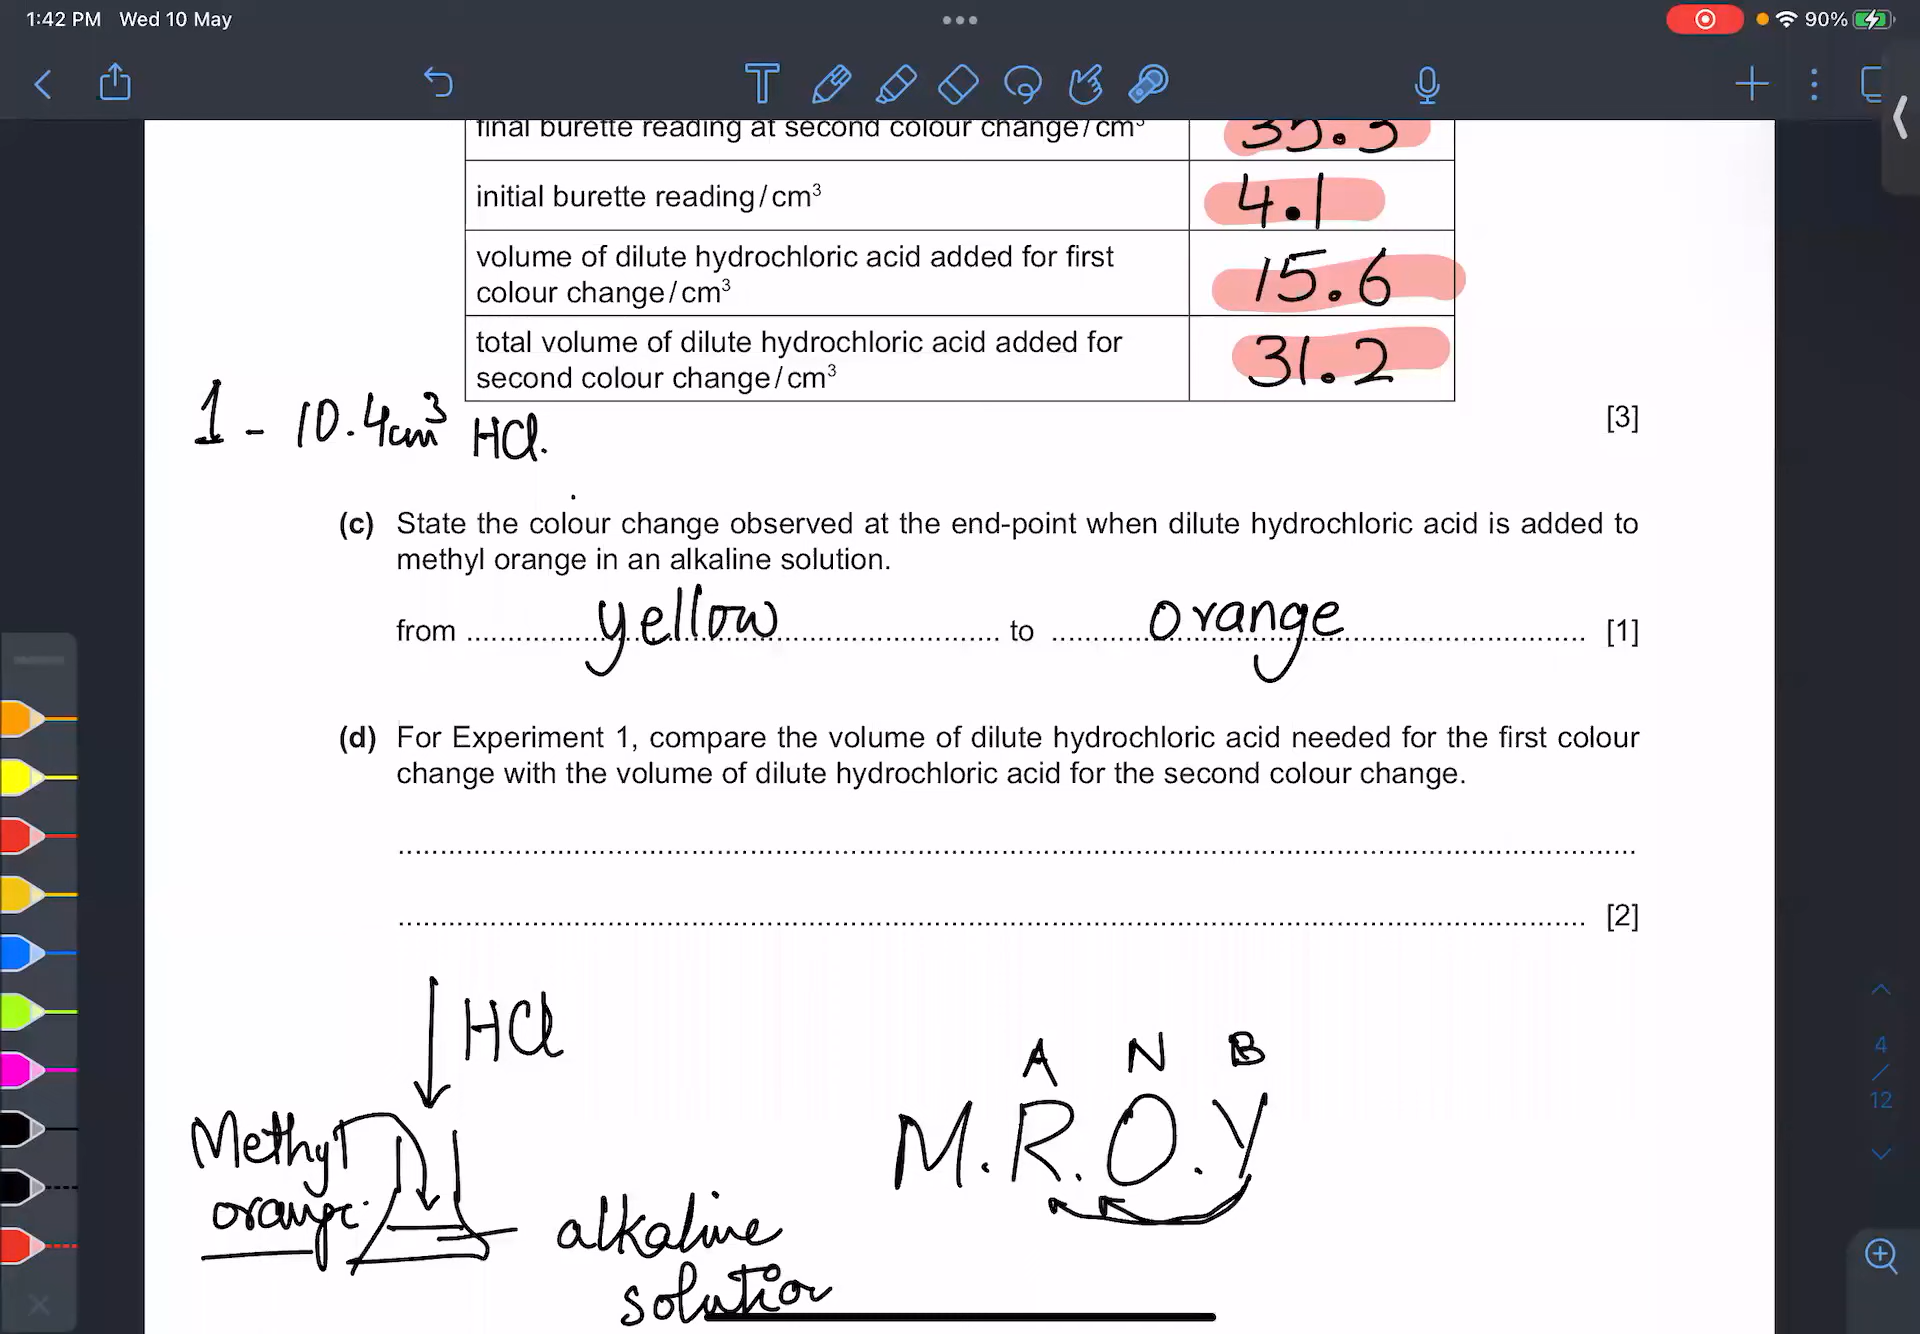 1:42 PM Wed 10 May
90%
final burette reading at second colour change/cm³ 35.3
initial burette reading/cm³ 4.1
volume of dilute hydrochloric acid added for first
colour change/cm³ 15.6
total volume of dilute hydrochloric acid added for
second colour change/cm³ 31.2
[3]
1 - 10.4cm³ HCl.
(c) State the colour change observed at the end-point when dilute hydrochloric acid is added to
methyl orange in an alkaline solution.
from yellow to orange [1]
(d) For Experiment 1, compare the volume of dilute hydrochloric acid needed for the first colour
change with the volume of dilute hydrochloric acid for the second colour change.
[2]
HCl
A N B
M.R.O.Y
Methyl
orange.
alkaline
solution
4
/
12